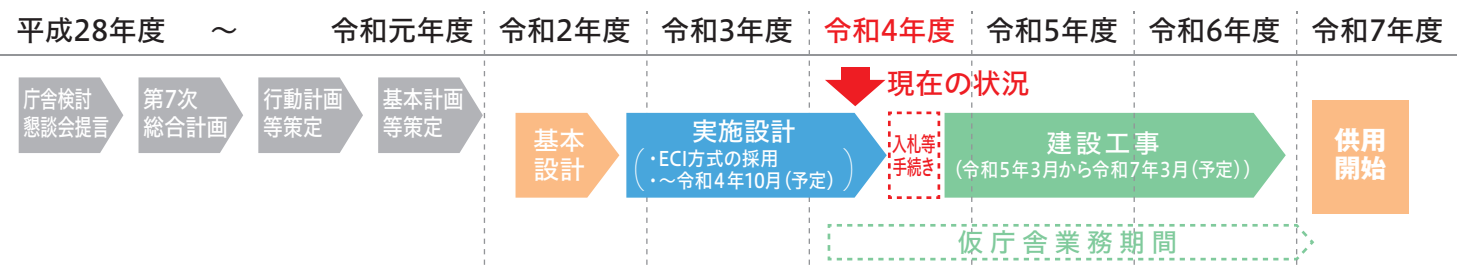 平成28年度　～　令和元年度　令和2年度　令和3年度　令和4年度　令和5年度　令和6年度　令和7年度
現在の状況
庁舎検討
懇談会提言
第7次
総合計画
行動計画
等策定
基本計画
等策定
基本
設計
実施設計
・ECI方式の採用
・～令和4年10月（予定）
入札等
手続き
建設工事
（令和5年3月から令和7年3月（予定））
供用
開始
仮庁舎業務期間